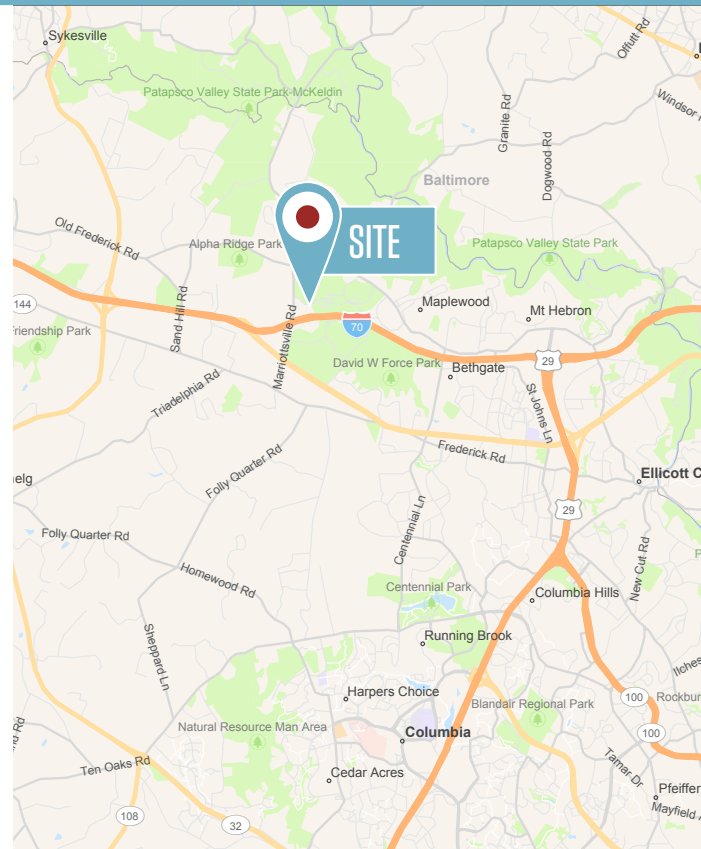 Sykesville
Offutt Rd
Patapsco Valley State Park-McKeldin
Windsor
Granite Rd
Dogwood Rd
Baltimore
Old Frederick Rd
Alpha Ridge Park
SITE
Patapsco Valley State Park
144
Sand Hill Rd
Marriottsville Rd
Maplewood
Mt Hebron
70
Friendship Park
David W Force Park
Bethgate
29
Triadelphia Rd
St Johns Ln
Frederick Rd
Folly Quarter Rd
elg
Ellicott C
Centennial Ln
29
Folly Quarter Rd
New Cut Rd
Homewood Rd
Centennial Park
Columbia Hills
Sheppard Ln
Running Brook
Ilches
Harpers Choice
100
Rockbur
Natural Resource Man Area
Blandair Regional Park
Columbia
100
Rd
Ten Oaks Rd
Cedar Acres
Tamar Dr
Pfeiffer
108
32
Mayfield